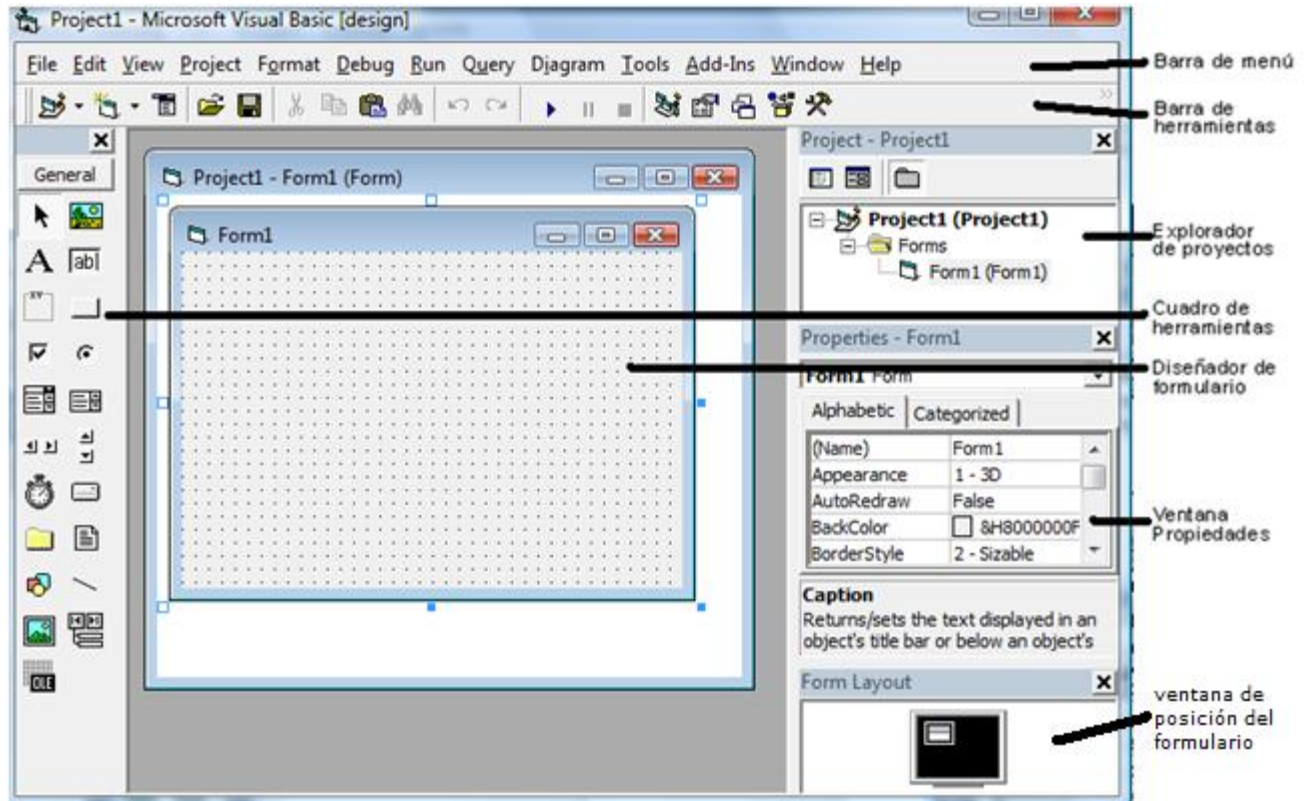 Project1 - Microsoft Visual Basic [design]
File Edit View Project Format Debug Run Query Diagram Tools Add-Ins Window Help
Barra de menú
Barra de
herramientas
General
A
ab|
XY
OLE
Project1 - Form1 (Form)
Form1
Project - Project1
Project1 (Project1)
Forms
Form1 (Form1)
Explorador
de proyectos
Cuadro de
herramientas
Properties - Form1
Diseñador de
formulario
Form1 Form
Alphabetic Categorized
(Name) Form1
Appearance 1 - 3D
AutoRedraw False
BackColor &H8000000F
BorderStyle 2 - Sizable
Ventana
Propiedades
Caption
Returns/sets the text displayed in an
object's title bar or below an object's
Form Layout
ventana de
posición del
formulario